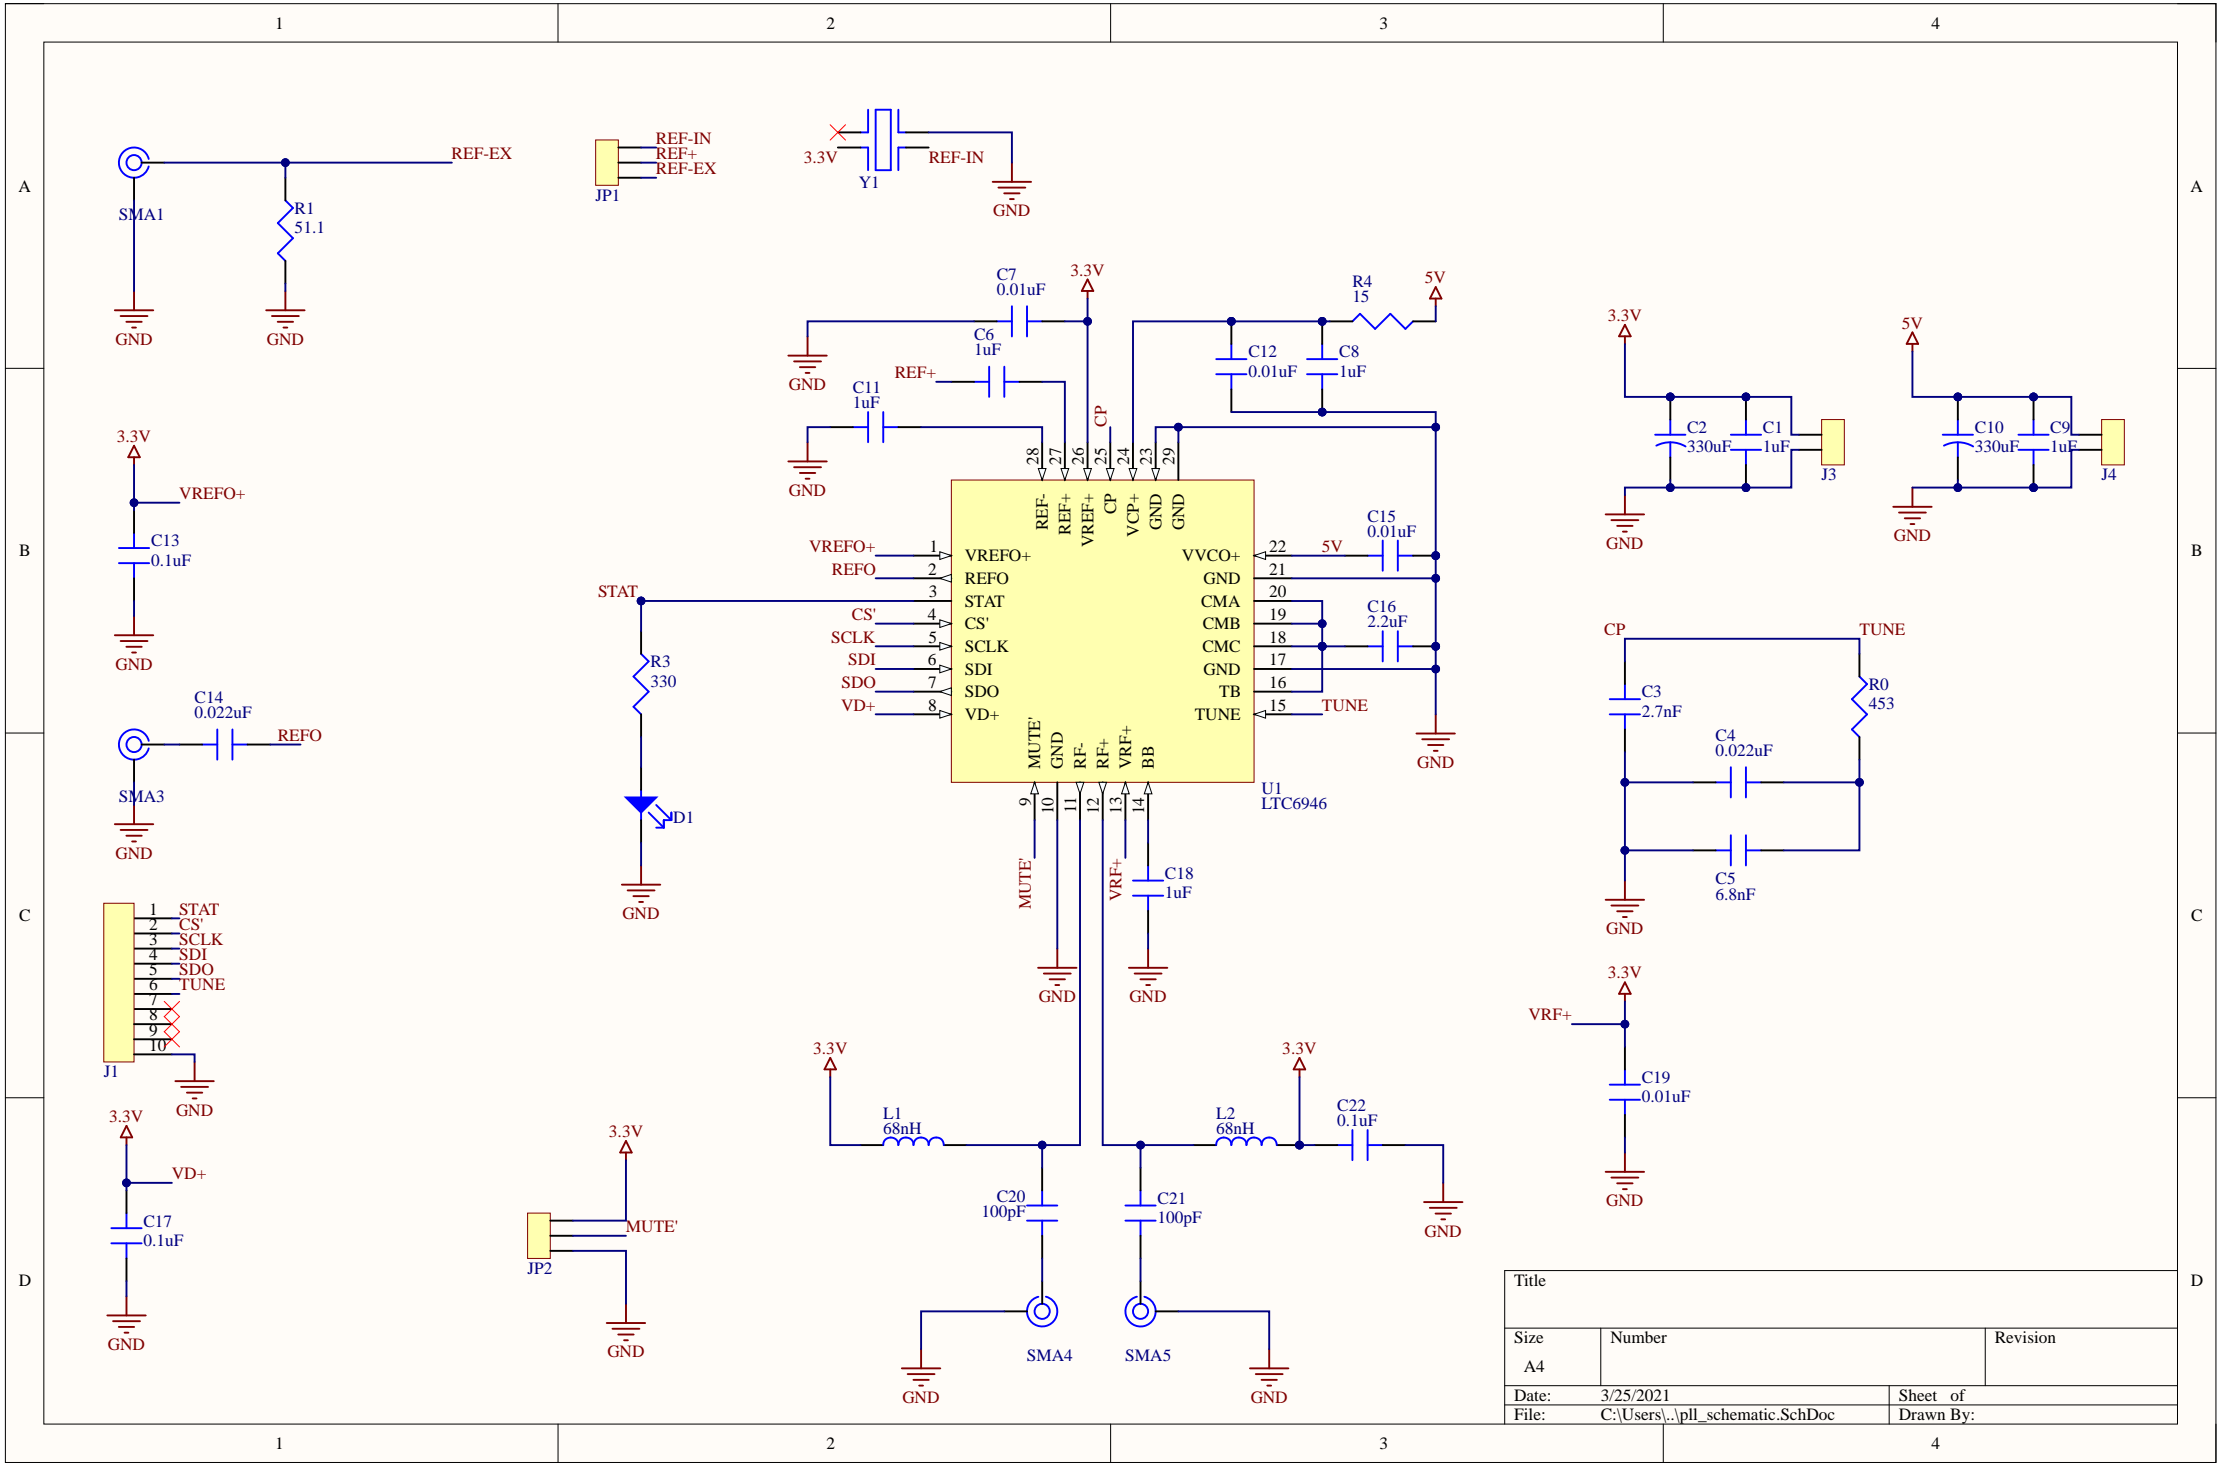 1
2
3
4
A
A
SMA1
REF-EX
R1
51.1
GND
GND
JP1
REF-IN
REF+
REF-EX
3.3V
Y1
REF-IN
GND
C7
0.01uF
3.3V
C6
1uF
GND
REF+
C11
1uF
GND
CP
R4
15
5V
C12
0.01uF
C8
1uF
3.3V
C2
330uF
C1
1uF
J3
GND
5V
C10
330uF
C9
1uF
J4
GND
B
B
3.3V
VREFO+
C13
0.1uF
GND
C14
0.022uF
REFO
SMA3
GND
STAT
R3
330
D1
GND
VREFO+
REFO
CS'
SCLK
SDI
SDO
VD+
1
2
3
4
5
6
7
8
VREFO+
REFO
STAT
CS'
SCLK
SDI
SDO
VD+
28
27
26
25
24
23
29
REF-
REF+
VREF+
CP
VCP+
GND
GND
VVCO+
GND
CMA
CMB
CMC
GND
TB
TUNE
22
21
20
19
18
17
16
15
5V
C15
0.01uF
C16
2.2uF
TUNE
GND
MUTE'
GND
RF-
RF+
VRF+
BB
9
10
11
12
13
14
U1
LTC6946
MUTE'
VRF+
C18
1uF
GND
GND
CP
TUNE
C3
2.7nF
R0
453
C4
0.022uF
C5
6.8nF
GND
C
C
1
2
3
4
5
6
7
8
9
10
STAT
CS'
SCLK
SDI
SDO
TUNE
J1
GND
3.3V
VRF+
C19
0.01uF
GND
3.3V
VD+
C17
0.1uF
GND
3.3V
MUTE'
JP2
GND
3.3V
L1
68nH
C20
100pF
SMA4
GND
3.3V
L2
68nH
C22
0.1uF
GND
C21
100pF
SMA5
GND
D
D
Title
Size
Number
Revision
A4
Date:
3/25/2021
Sheet of
File:
C:\Users\..\pll_schematic.SchDoc
Drawn By:
1
2
3
4